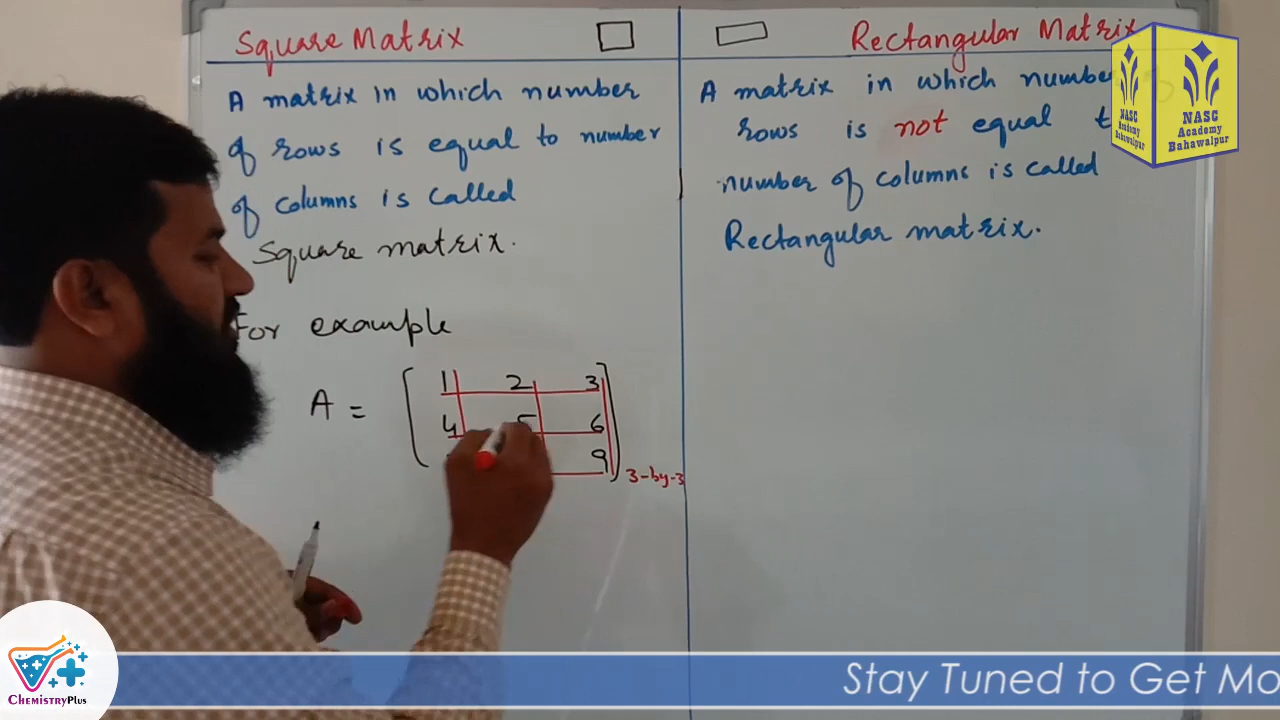 Square Matrix
A matrix in which number
of rows is equal to number
of columns is called
Square matrix.
For example
A =
1 2 3
4 5 6
9
3-by-3
Rectangular Matrix
A matrix in which number
rows is not equal
number of columns is called
Rectangular matrix.
NASC
Academy
Bahawalpur
NASC
Academy
Bahawalpur
ChemistryPlus
Stay Tuned to Get Mo